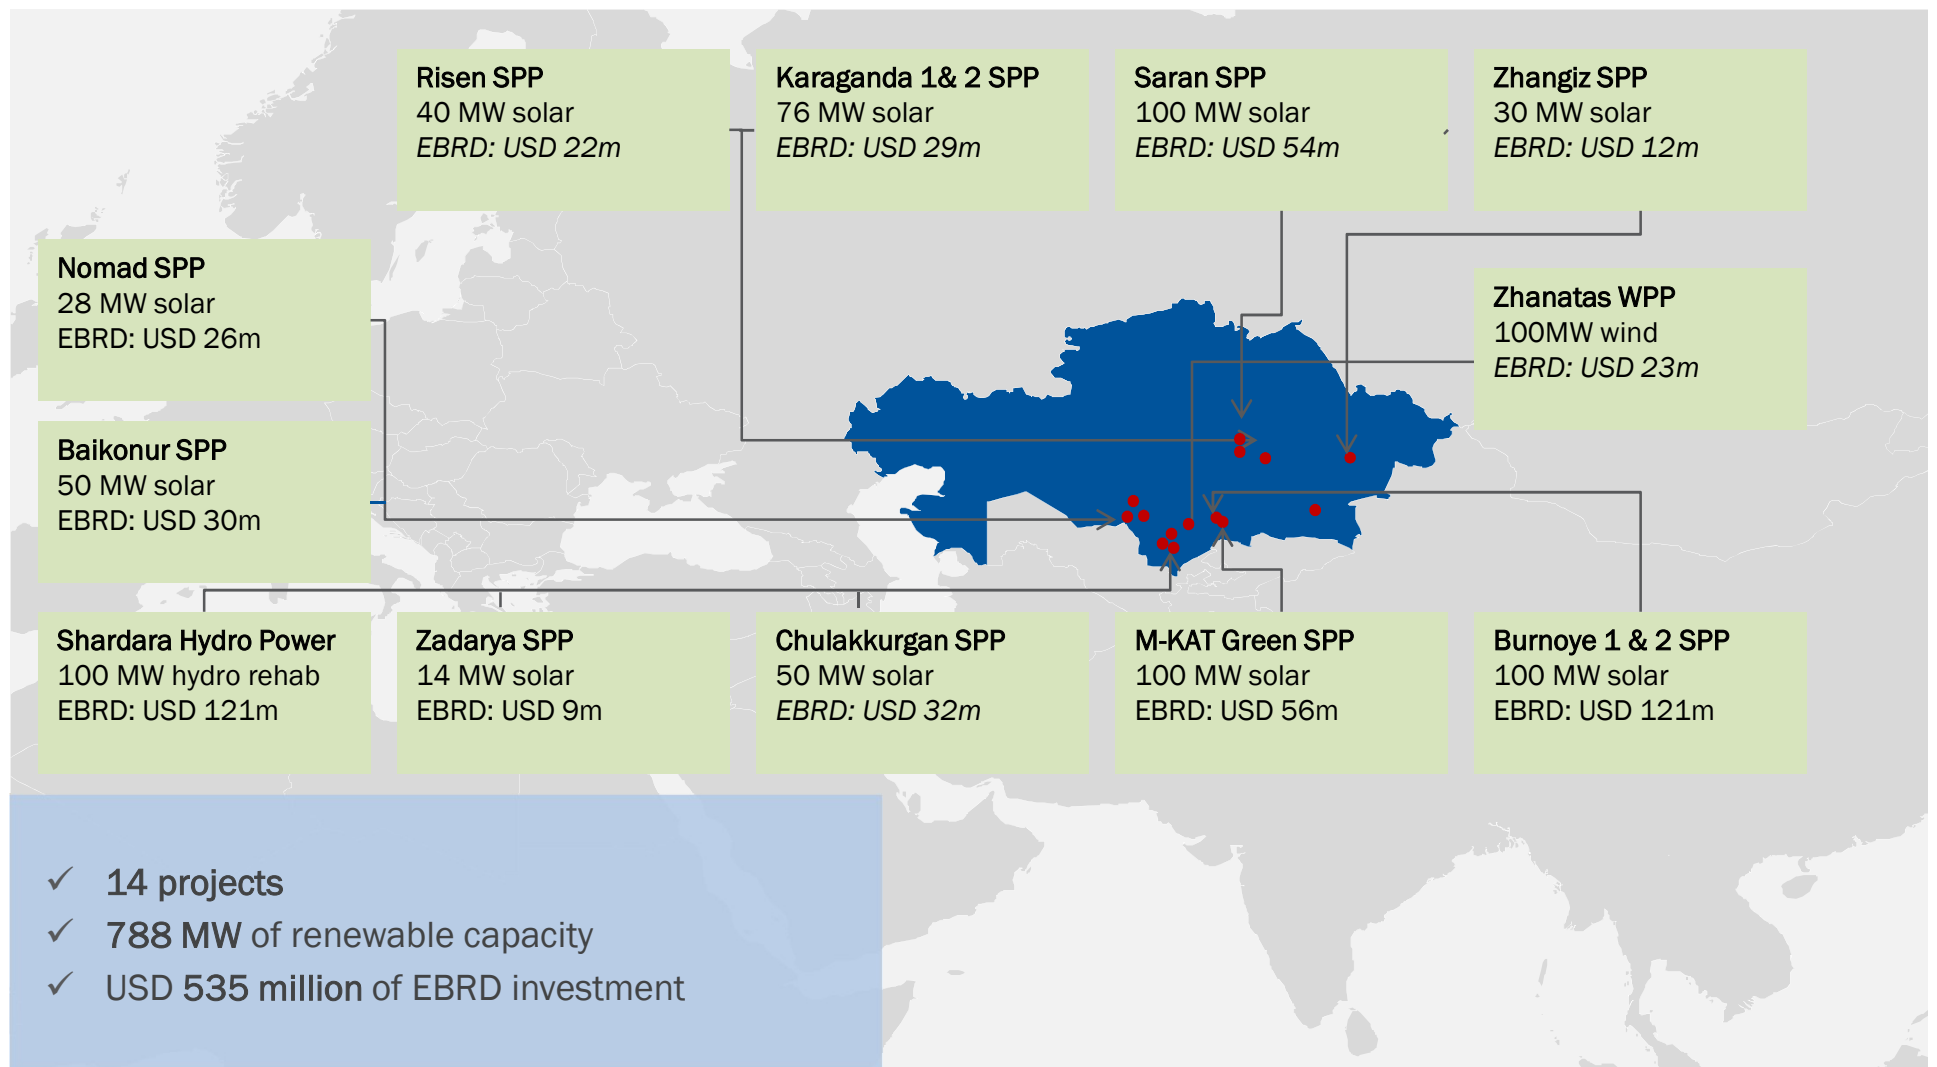 Risen SPP
40 MW solar
EBRD: USD 22m
Karaganda 1& 2 SPP
76 MW solar
EBRD: USD 29m
Saran SPP
100 MW solar
EBRD: USD 54m
Zhangiz SPP
30 MW solar
EBRD: USD 12m
Nomad SPP
28 MW solar
EBRD: USD 26m
Zhanatas WPP
100MW wind
EBRD: USD 23m
Baikonur SPP
50 MW solar
EBRD: USD 30m
Shardara Hydro Power
100 MW hydro rehab
EBRD: USD 121m
Zadarya SPP
14 MW solar
EBRD: USD 9m
Chulakkurgan SPP
50 MW solar
EBRD: USD 32m
M-KAT Green SPP
100 MW solar
EBRD: USD 56m
Burnoye 1 & 2 SPP
100 MW solar
EBRD: USD 121m
✓ 14 projects
✓ 788 MW of renewable capacity
✓ USD 535 million of EBRD investment